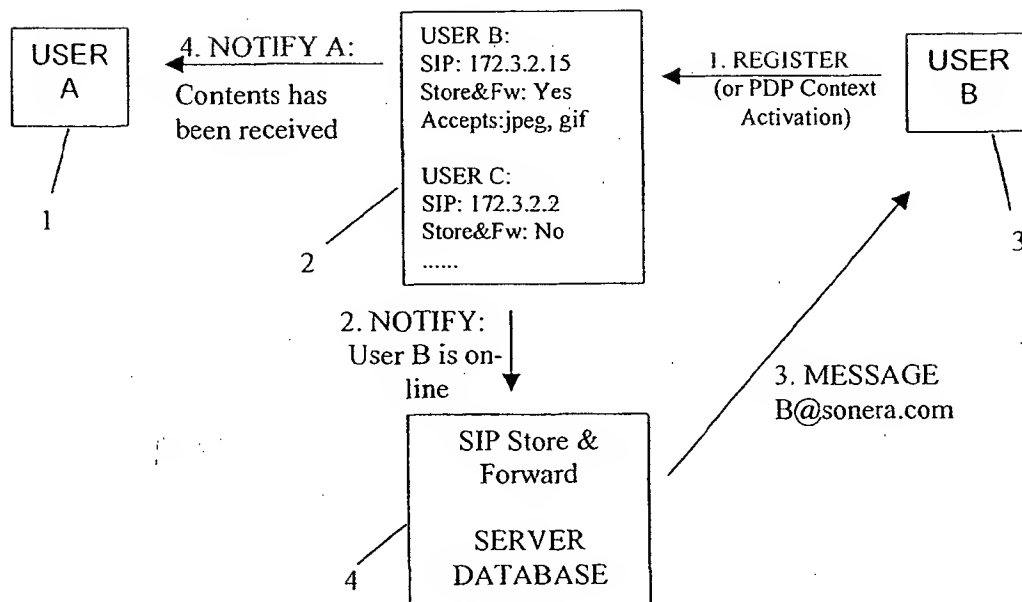 USER
A
1
4. NOTIFY A:
Contents has
been received
USER B:
SIP: 172.3.2.15
Store&Fw: Yes
Accepts:jpeg, gif
USER C:
SIP: 172.3.2.2
Store&Fw: No
......
2
1. REGISTER
(or PDP Context
Activation)
USER
B
3
2. NOTIFY:
User B is on-
line
3. MESSAGE
B@sonera.com
SIP Store &
Forward
SERVER
DATABASE
4